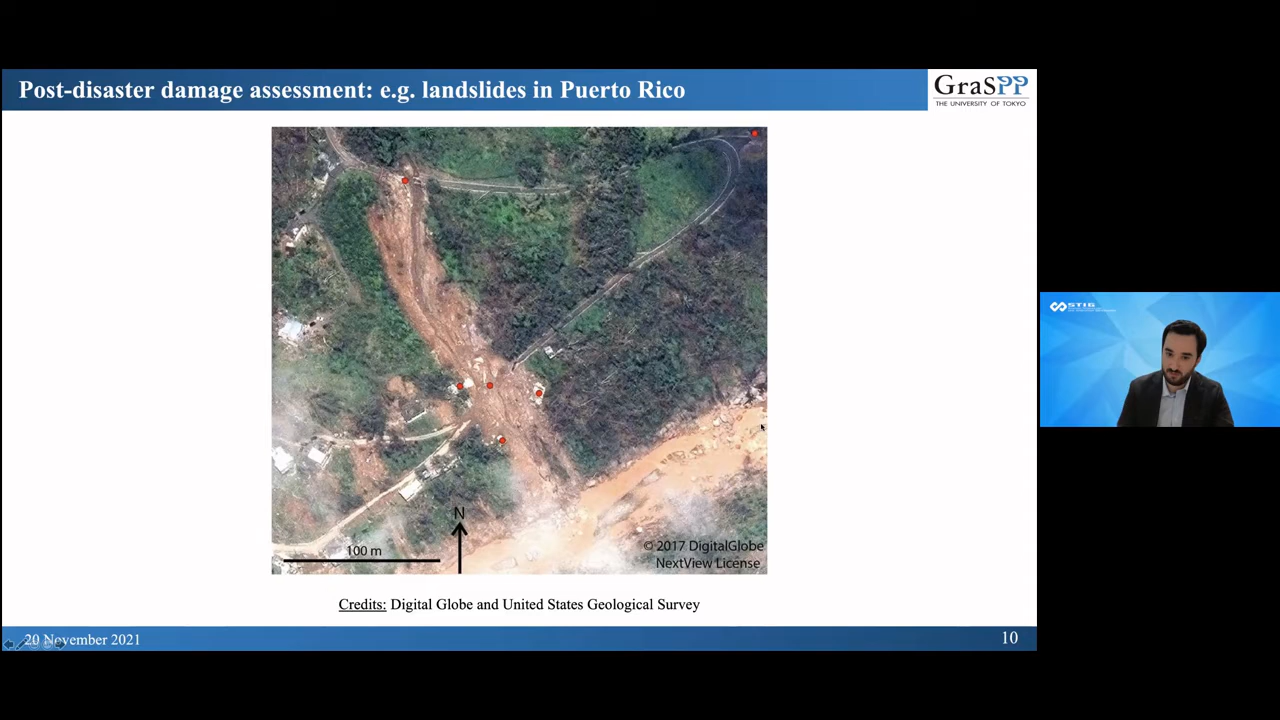 Post-disaster damage assessment: e.g. landslides in Puerto Rico
GraSPP
THE UNIVERSITY OF TOKYO
N
100 m
© 2017 DigitalGlobe
NextView License
Credits: Digital Globe and United States Geological Survey
20 November 2021
10
STIG